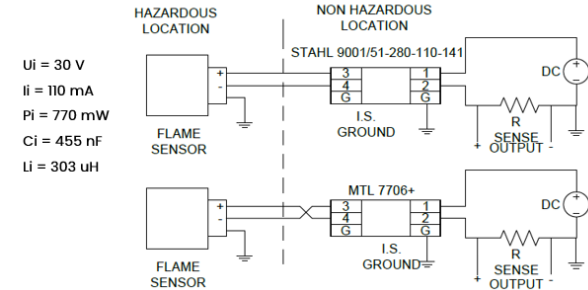 HAZARDOUS
LOCATION
NON HAZARDOUS
LOCATION
STAHL 9001/51-280-110-141
Ui = 30 V
Ii = 110 mA
Pi = 770 mW
Ci = 455 nF
Li = 303 uH
+
-
3
4
G
1
2
G
DC
+
-
FLAME
SENSOR
I.S.
GROUND
R
SENSE
+ OUTPUT -
MTL 7706+
+
-
3
4
G
1
2
G
DC
+
-
FLAME
SENSOR
I.S.
GROUND
R
SENSE
+ OUTPUT -